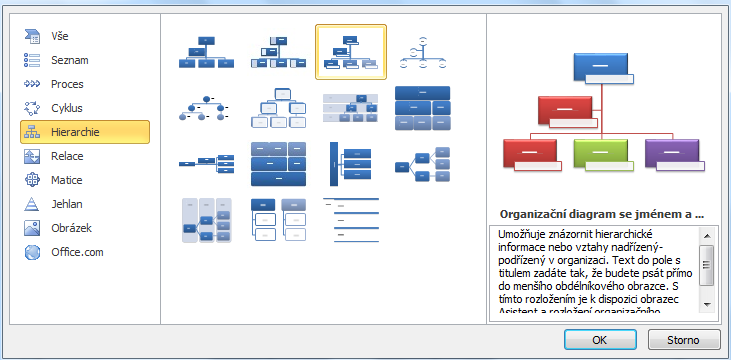 Vše
Seznam
Proces
Cyklus
Hierarchie
Relace
Matice
Jehlan
Obrázek
Office.com
Organizační diagram se jménem a ...
Umožňuje znázornit hierarchické
informace nebo vztahy nadřízený-
podřízený v organizaci. Text do pole s
titulem zadáte tak, že budete psát přímo
do menšího obdélníkového obrazce. S
tímto rozložením je k dispozici obrazec
Asistent a rozložení organizačního
OK
Storno